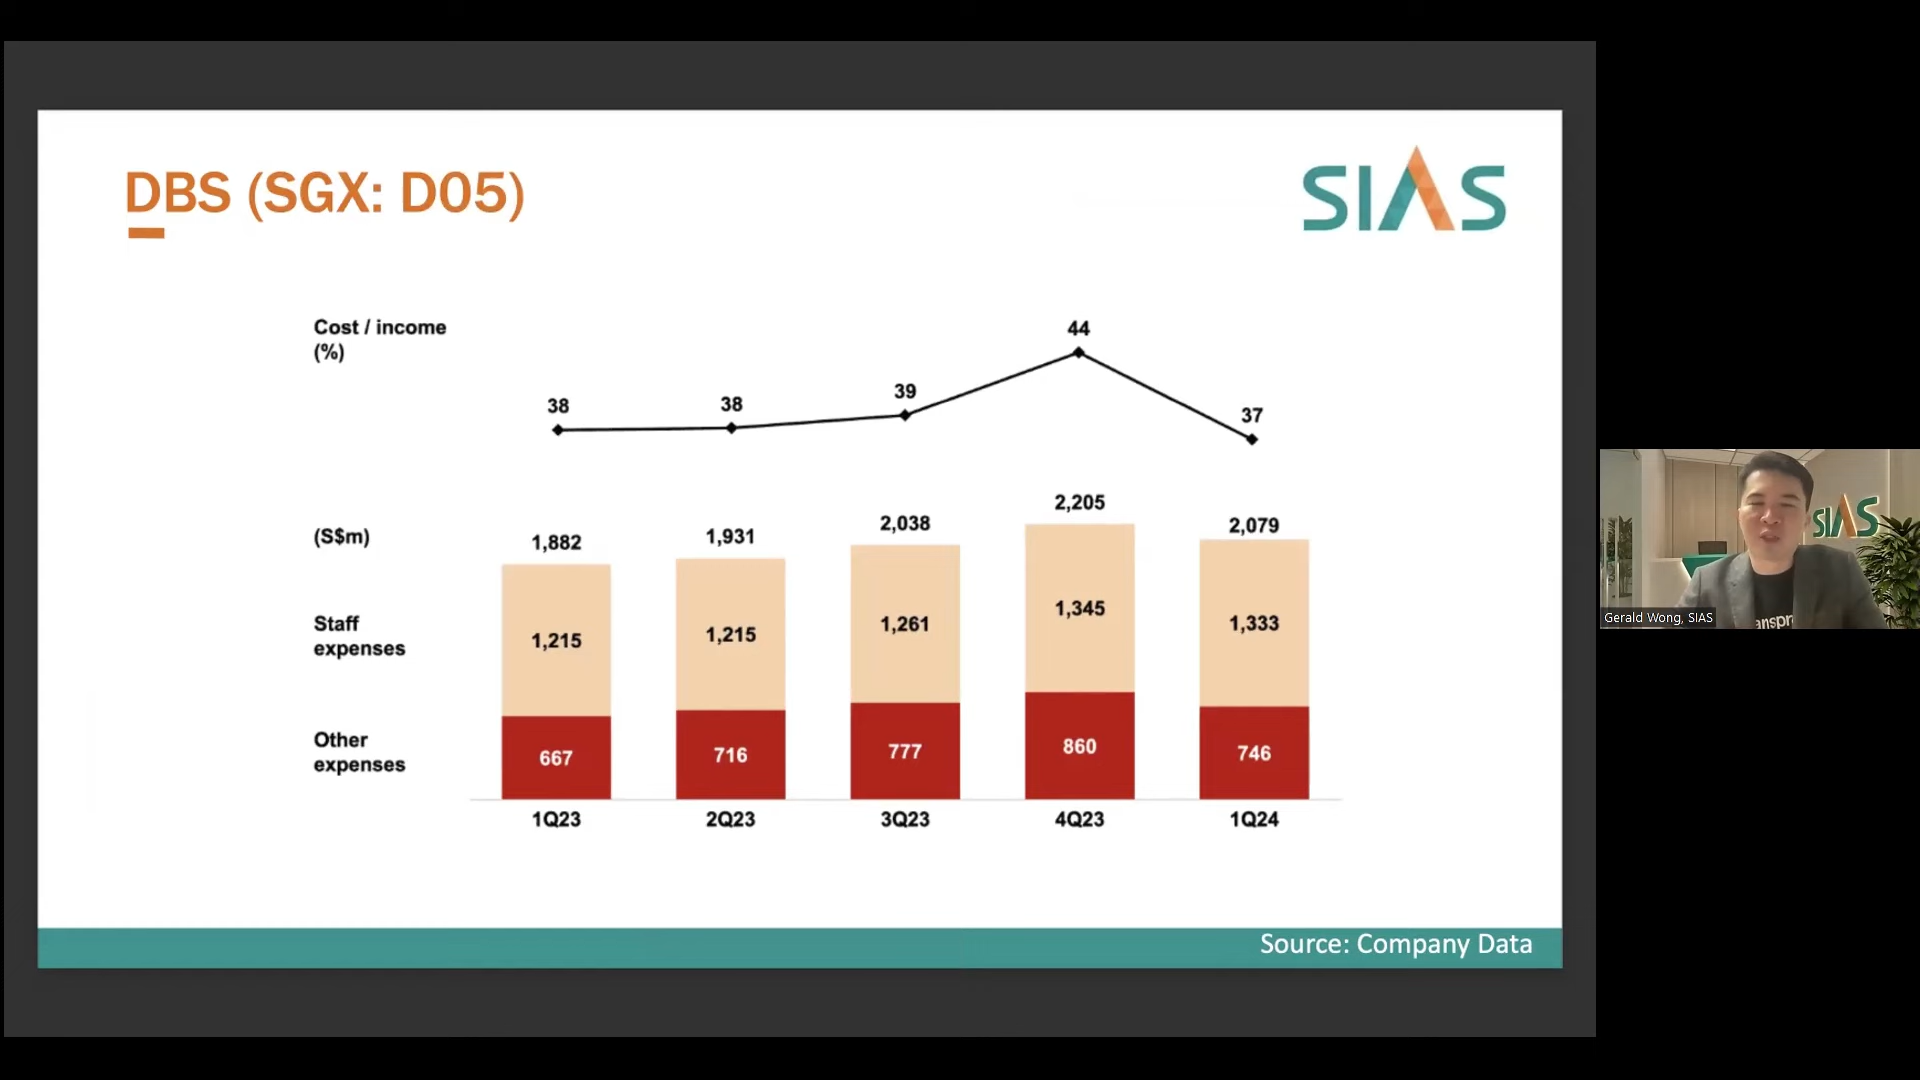 DBS (SGX: D05)
SIAS
Cost / income
(%)
38
38
39
44
37
(S$m)
1,882
1,931
2,038
2,205
2,079
Staff
expenses
1,215
1,215
1,261
1,345
1,333
Other
expenses
667
716
777
860
746
1Q23
2Q23
3Q23
4Q23
1Q24
Source: Company Data
SIAS
Gerald Wong, SIAS